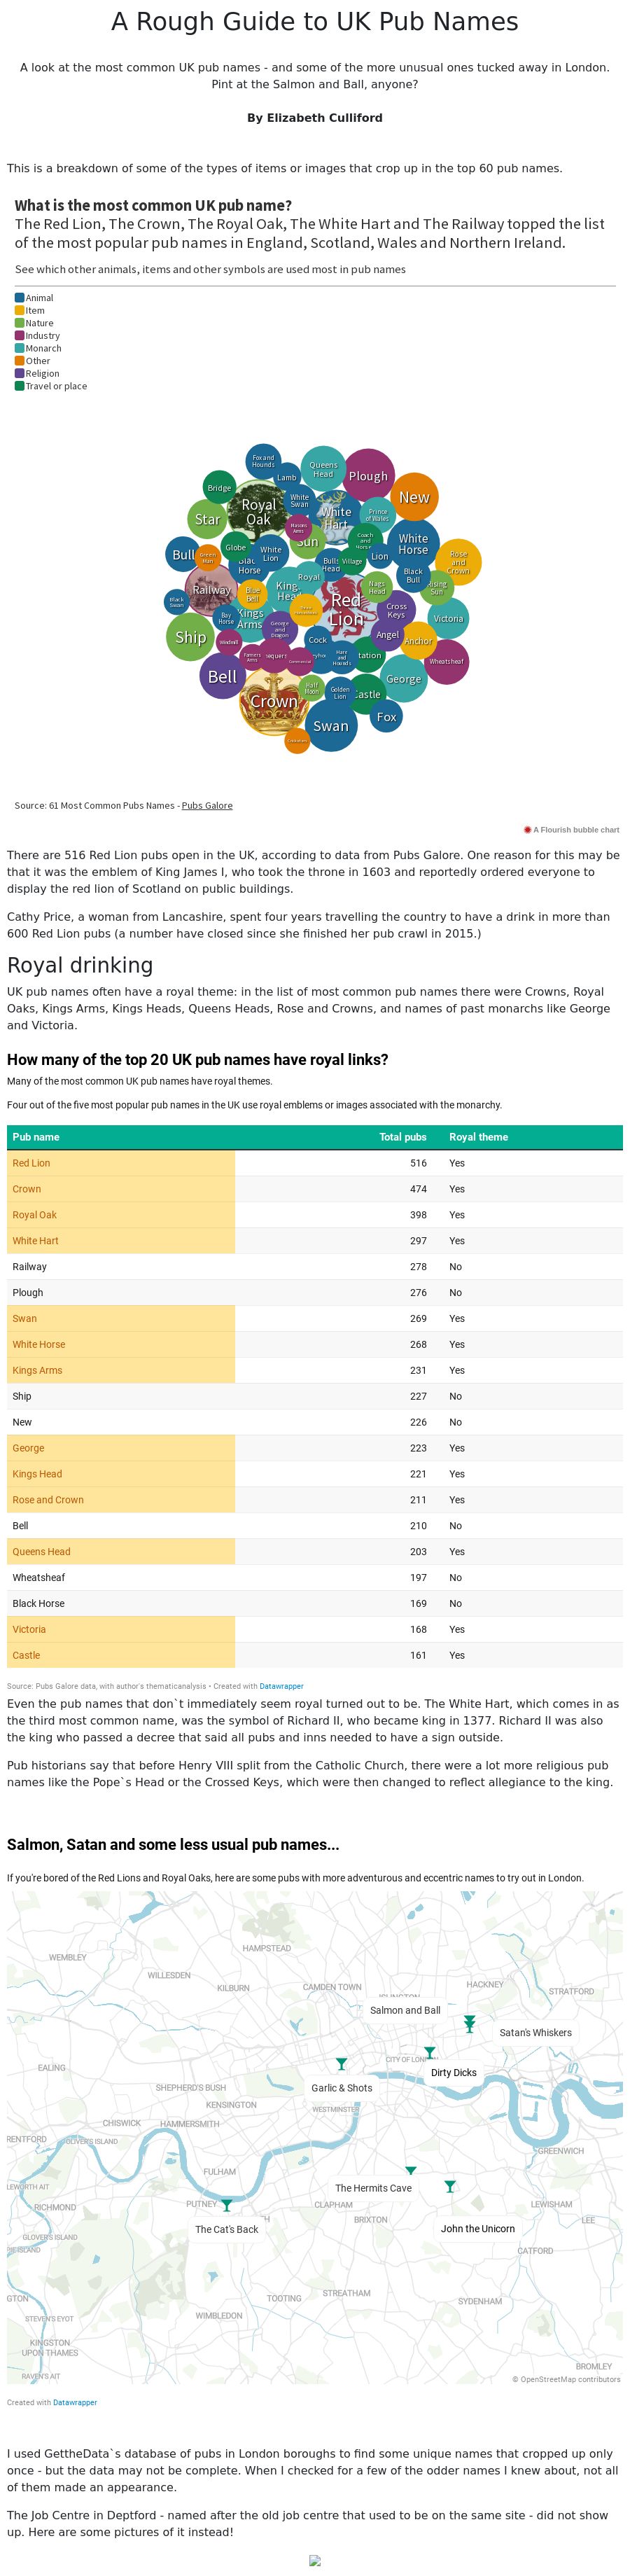 A Rough Guide to UK Pub Names
A look at the most common UK pub names - and some of the more unusual ones tucked away in London.
Pint at the Salmon and Ball, anyone?
By Elizabeth Culliford
This is a breakdown of some of the types of items or images that crop up in the top 60 pub names.
What is the most common UK pub name?
The Red Lion, The Crown, The Royal Oak, The White Hart and The Railway topped the list
of the most popular pub names in England, Scotland, Wales and Northern Ireland.
See which other animals, items and other symbols are used most in pub names
Animal
Item
Nature
Industry
Monarch
Other
Religion
Travel or place
Fox and
Hounds
Lamb
Queens
Head
Plough
Bridge
White
Swan
New
Royal
Oak
White
Hart
Prince
of Wales
Star
Masons
Arms
Sun
Coach
and
Horses
White
Horse
Globe
White
Lion
Lion
Rose
and
Crown
Bull
Green
Horse
Bulls
Head
Village
Black
Bull
Royal
Railway
Blue
Bell
King
Head
Nags
Head
Rising
Sun
Black
Swan
Red
Lion
Cross
Keys
Bay
Horse
Kings
Arms
Victoria
George
and
Dragon
Cock
Angel
Anchor
Ship
Windmill
Farmers
Arms
Hare
and
Hounds
tation
Wheatsheaf
Bell
George
Half
Moon
Golden
Lion
Castle
Crown
Swan
Fox
Source: 61 Most Common Pubs Names - Pubs Galore
A Flourish bubble chart
There are 516 Red Lion pubs open in the UK, according to data from Pubs Galore. One reason for this may be
that it was the emblem of King James I, who took the throne in 1603 and reportedly ordered everyone to
display the red lion of Scotland on public buildings.
Cathy Price, a woman from Lancashire, spent four years travelling the country to have a drink in more than
600 Red Lion pubs (a number have closed since she finished her pub crawl in 2015.)
Royal drinking
UK pub names often have a royal theme: in the list of most common pub names there were Crowns, Royal
Oaks, Kings Arms, Kings Heads, Queens Heads, Rose and Crowns, and names of past monarchs like George
and Victoria.
How many of the top 20 UK pub names have royal links?
Many of the most common UK pub names have royal themes.
Four out of the five most popular pub names in the UK use royal emblems or images associated with the monarchy.
Pub name Total pubs Royal theme
Red Lion 516 Yes
Crown 474 Yes
Royal Oak 398 Yes
White Hart 297 Yes
Railway 278 No
Plough 276 No
Swan 269 Yes
White Horse 268 Yes
Kings Arms 231 Yes
Ship 227 No
New 226 No
George 223 Yes
Kings Head 221 Yes
Rose and Crown 211 Yes
Bell 210 No
Queens Head 203 Yes
Wheatsheaf 197 No
Black Horse 169 No
Victoria 168 Yes
Castle 161 Yes
Source: Pubs Galore data, with author's thematicanalysis • Created with Datawrapper
Even the pub names that don`t immediately seem royal turned out to be. The White Hart, which comes in as
the third most common name, was the symbol of Richard II, who became king in 1377. Richard II was also
the king who passed a decree that said all pubs and inns needed to have a sign outside.
Pub historians say that before Henry VIII split from the Catholic Church, there were a lot more religious pub
names like the Pope`s Head or the Crossed Keys, which were then changed to reflect allegiance to the king.
Salmon, Satan and some less usual pub names...
If you're bored of the Red Lions and Royal Oaks, here are some pubs with more adventurous and eccentric names to try out in London.
HAMPSTEAD
WEMBLEY
WILLESDEN
KILBURN
CAMDEN TOWN
HACKNEY
STRATFORD
Salmon and Ball
Satan's Whiskers
CITY OF LON
EALING
Dirty Dicks
SHEPHERD'S BUSH
Garlic & Shots
KENSINGTON
WESTMINSTER
CHISWICK
HAMMERSMITH
RENTFORD
OLIVER'S ISLAND
GREENWICH
FULHAM
LEWORTH AIT
The Hermits Cave
PUTNEY
RICHMOND
CLAPHAM
LEWISHAM
BRIXTON
LEE
The Cat's Back
John the Unicorn
GLOVER'S ISLAND
RIE ISLAND
CATFORD
GTON
TOOTING
STREATHAM
SYDENHAM
STEVEN'S EYOT
WIMBLEDON
KINGSTON
UPON THAMES
BROMLEY
RAVEN'S AIT
© OpenStreetMap contributors
Created with Datawrapper
I used GettheData`s database of pubs in London boroughs to find some unique names that cropped up only
once - but the data may not be complete. When I checked for a few of the odder names I knew about, not all
of them made an appearance.
The Job Centre in Deptford - named after the old job centre that used to be on the same site - did not show
up. Here are some pictures of it instead!